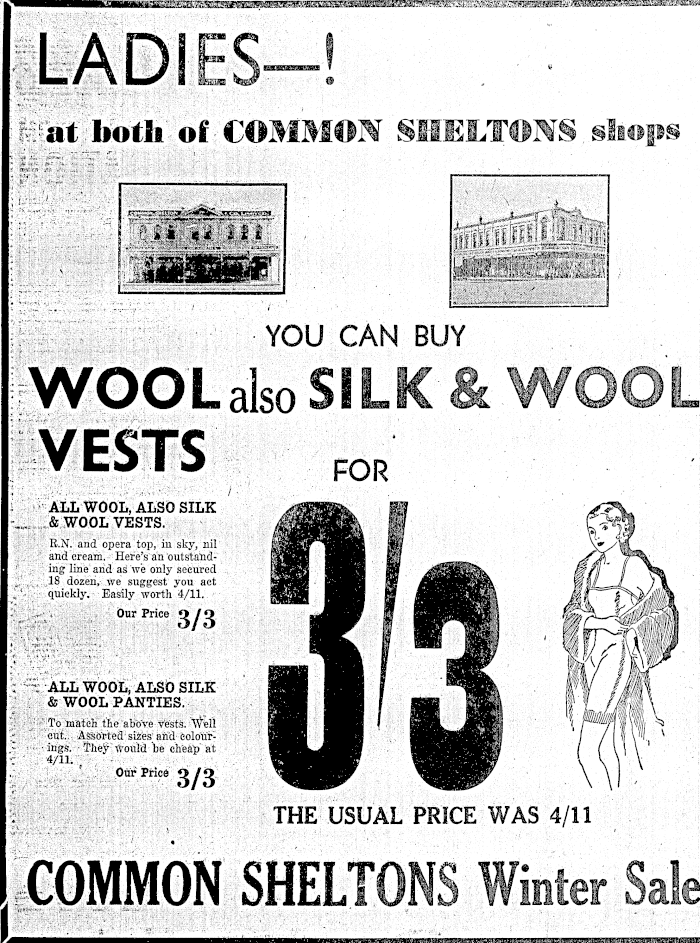 LADIES—!
at both of COMMON SHELTONS shops
YOU CAN BUY
WOOL also SILK & WOOL
VESTS
FOR
3/3
ALL WOOL, ALSO SILK
& WOOL VESTS.
R.N. and opera top, in sky, nil
and cream. Here's an outstand-
ing line and as we only secured
18 dozen, we suggest you act
quickly. Easily worth 4/11.
Our Price 3/3
ALL WOOL, ALSO SILK
& WOOL PANTIES.
To match the above vests. Well
cut. Assorted sizes and colour-
ings. They would be cheap at
4/11.
Our Price 3/3
THE USUAL PRICE WAS 4/11
COMMON SHELTONS Winter Sale